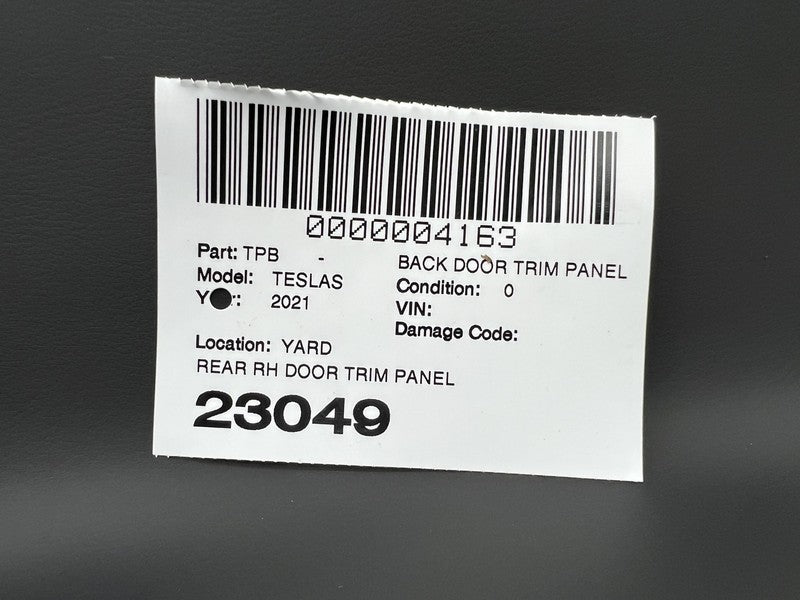 0000004163
Part: TPB - BACK DOOR TRIM PANEL
Model: TESLAS Condition: 0
2021 VIN:
Damage Code:
Location: YARD
REAR RH DOOR TRIM PANEL
23049